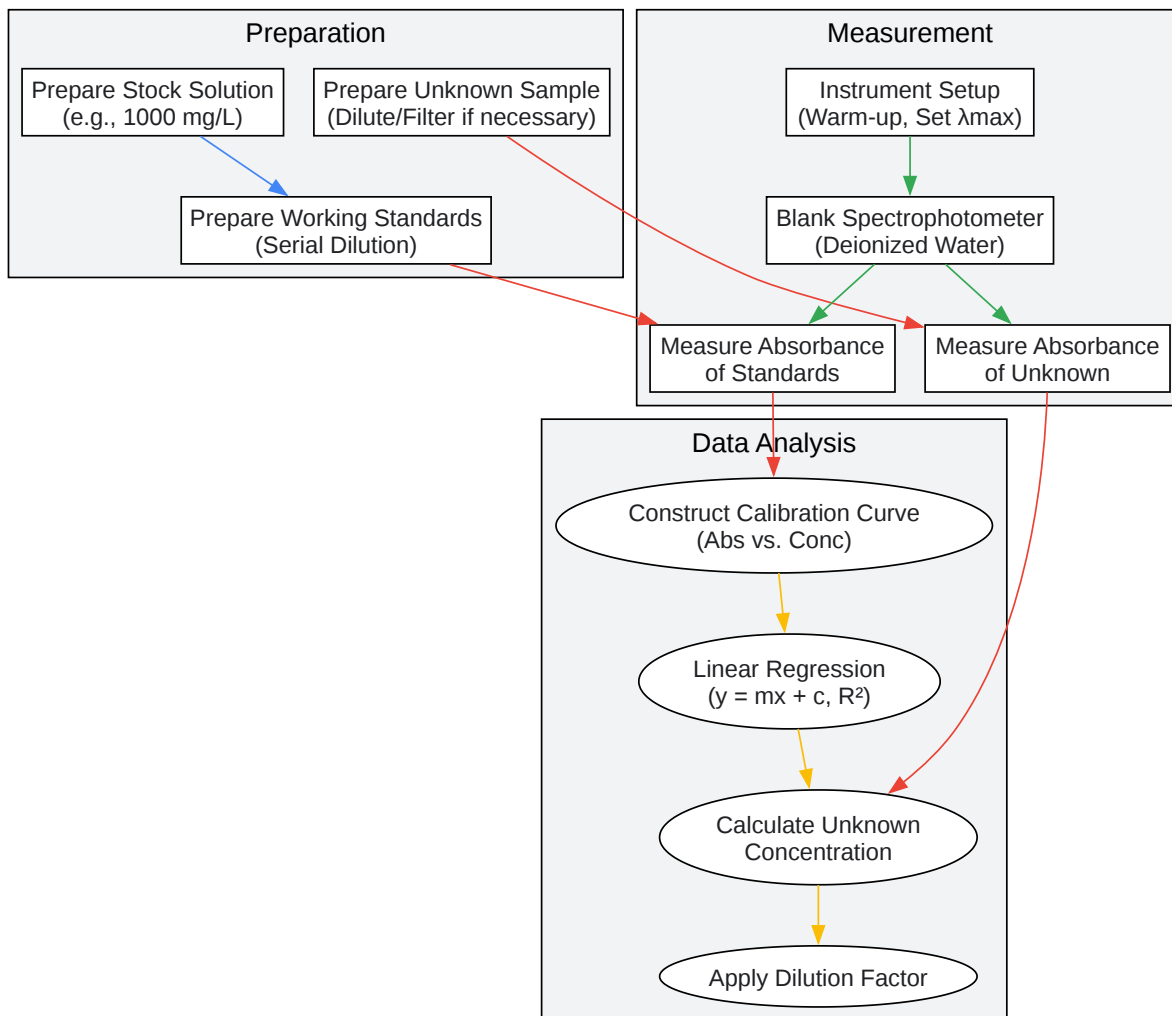 Preparation
Prepare Stock Solution
(e.g., 1000 mg/L)
Prepare Unknown Sample
(Dilute/Filter if necessary)
Prepare Working Standards
(Serial Dilution)
Measurement
Instrument Setup
(Warm-up, Set λmax)
Blank Spectrophotometer
(Deionized Water)
Measure Absorbance
of Standards
Measure Absorbance
of Unknown
Data Analysis
Construct Calibration Curve
(Abs vs. Conc)
Linear Regression
(y = mx + c, R²)
Calculate Unknown
Concentration
Apply Dilution Factor